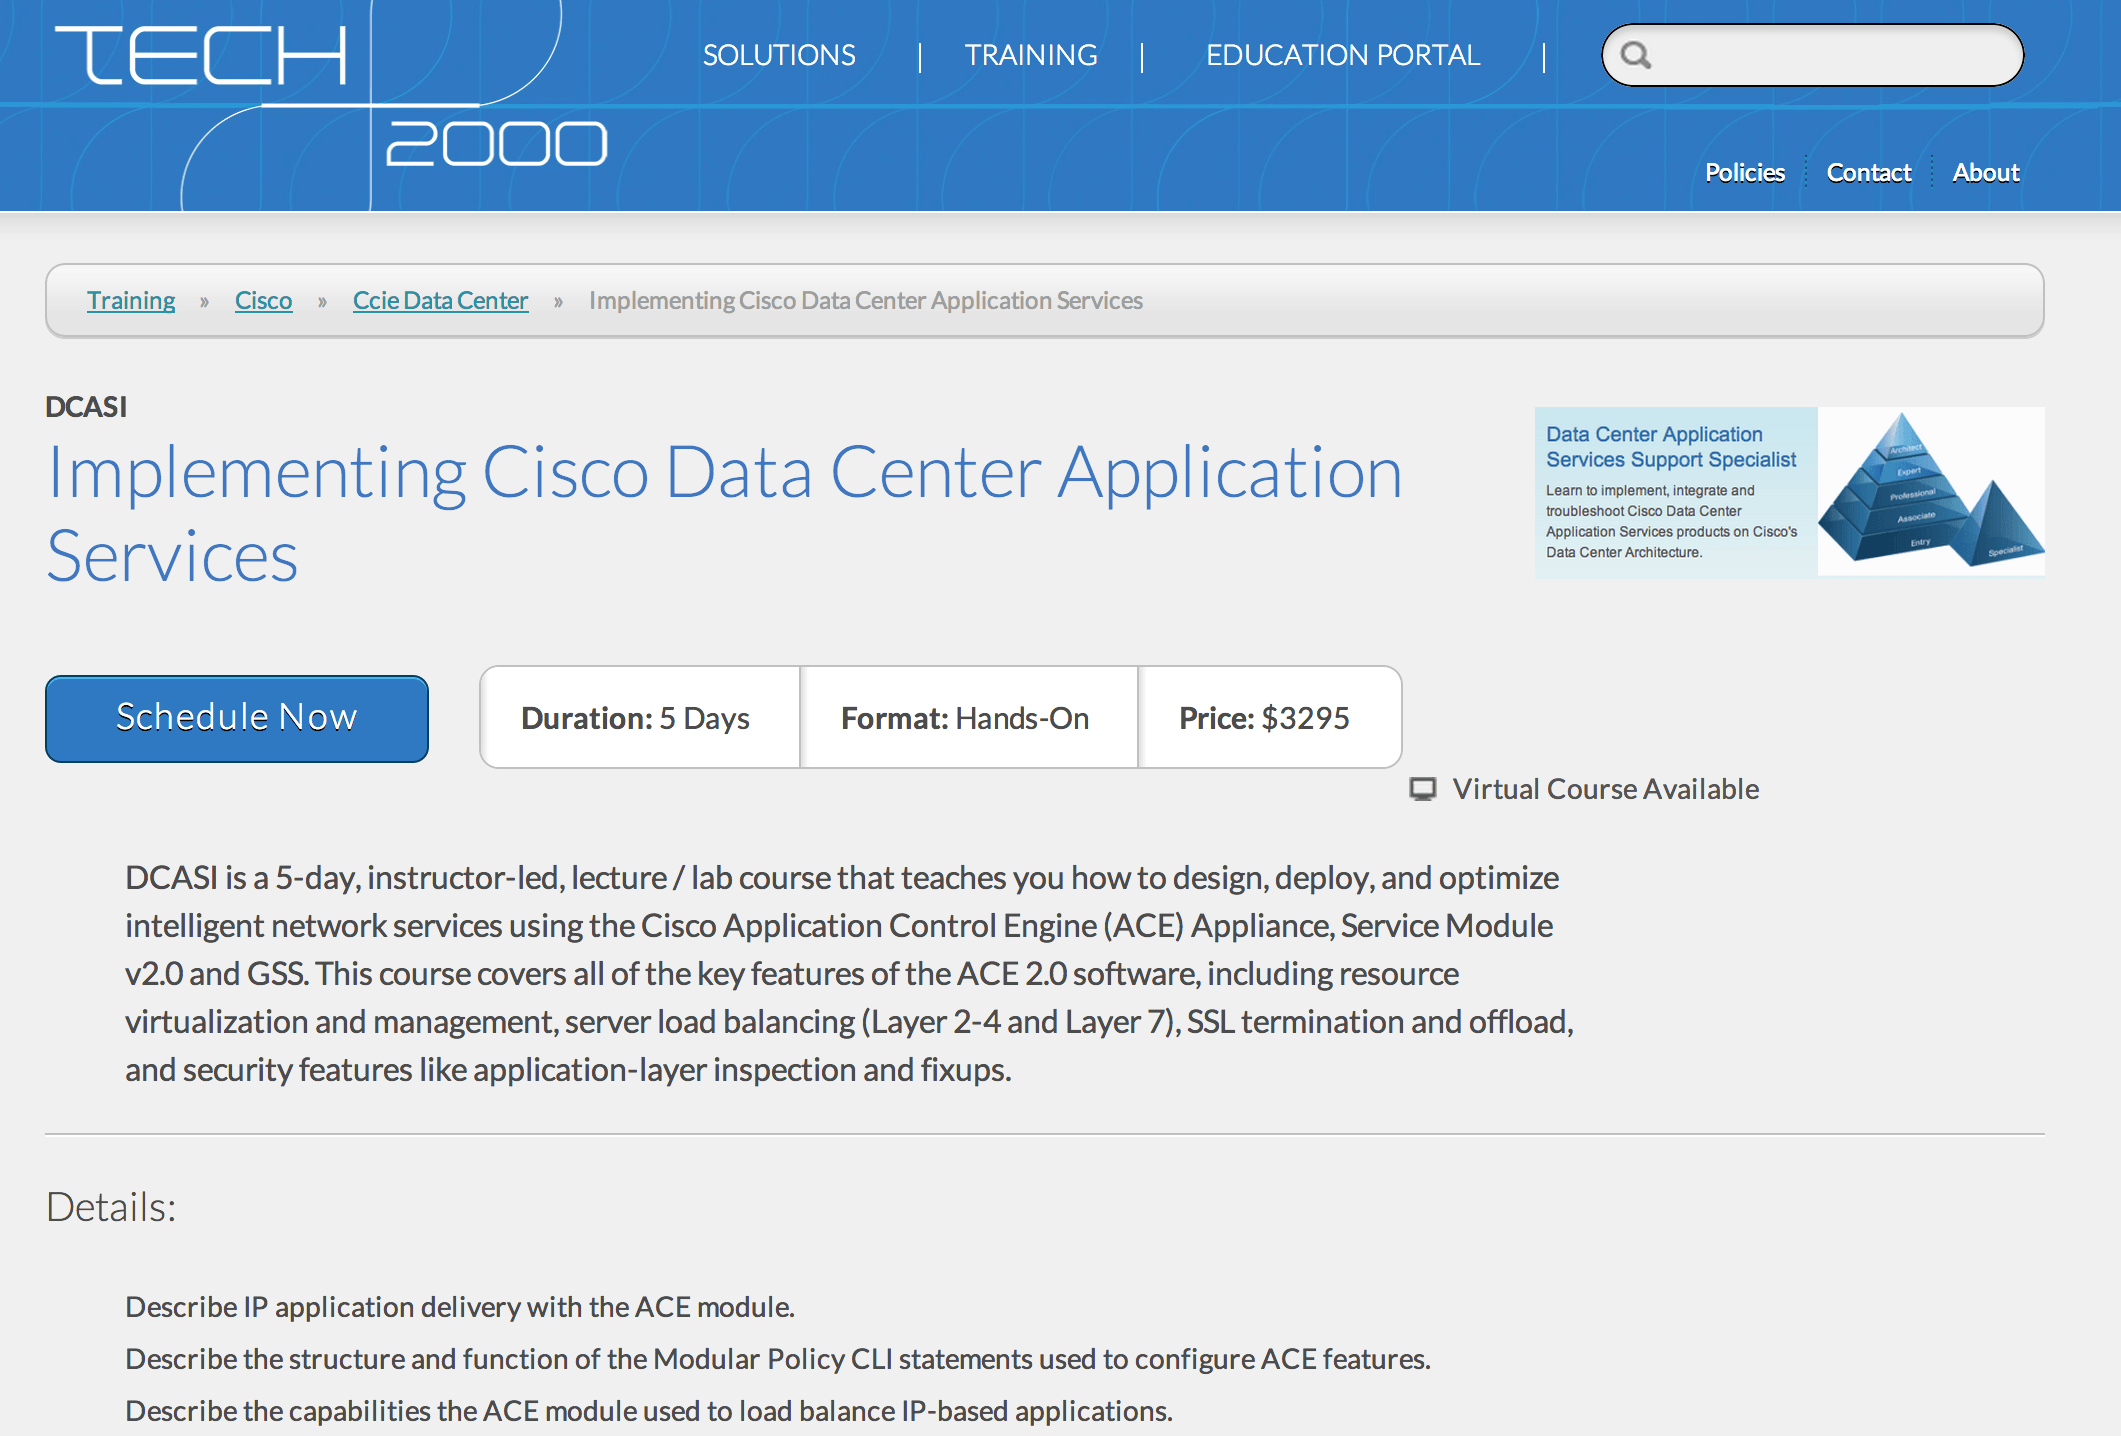 TECH
2000
SOLUTIONS | TRAINING | EDUCATION PORTAL |
Policies Contact About
Training » Cisco » Ccie Data Center » Implementing Cisco Data Center Application Services
DCASI
Implementing Cisco Data Center Application
Services
Data Center Application
Services Support Specialist
Learn to implement, integrate and
troubleshoot Cisco Data Center
Application Services products on Cisco's
Data Center Architecture.
Architect
Expert
Professional
Associate
Entry
Specialist
Schedule Now
Duration: 5 Days
Format: Hands-On
Price: $3295
Virtual Course Available
DCASI is a 5-day, instructor-led, lecture / lab course that teaches you how to design, deploy, and optimize
intelligent network services using the Cisco Application Control Engine (ACE) Appliance, Service Module
v2.0 and GSS. This course covers all of the key features of the ACE 2.0 software, including resource
virtualization and management, server load balancing (Layer 2-4 and Layer 7), SSL termination and offload,
and security features like application-layer inspection and fixups.
Details:
Describe IP application delivery with the ACE module.
Describe the structure and function of the Modular Policy CLI statements used to configure ACE features.
Describe the capabilities the ACE module used to load balance IP-based applications.